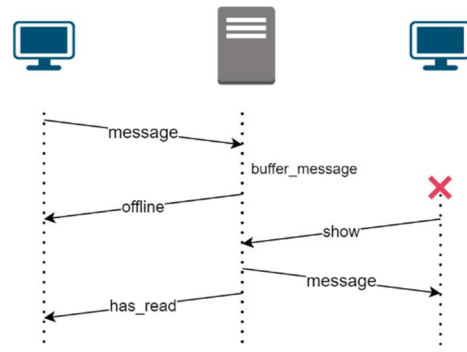 message
buffer_message
offline
show
message
has_read